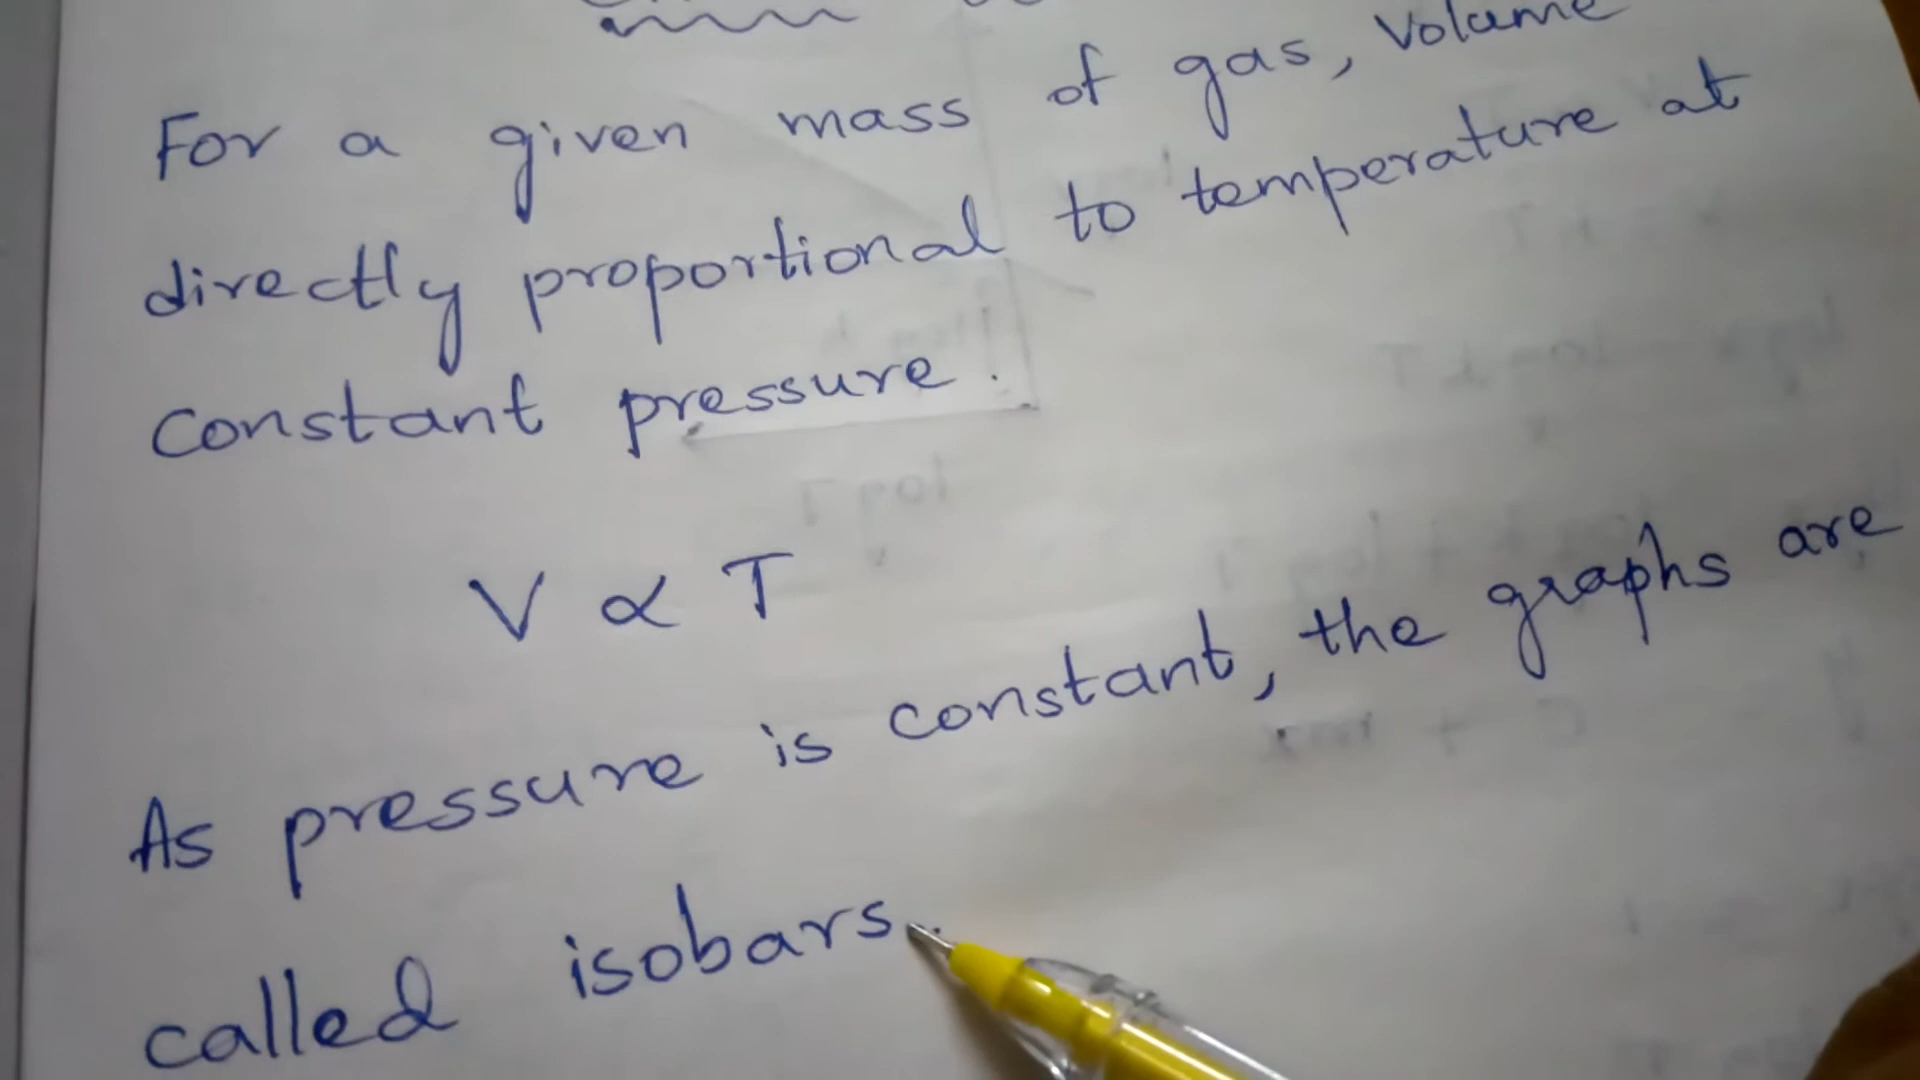 For a given mass of gas, Volume
directly proportional to temperature at
constant pressure.
V ∝ T
As pressure is constant, the graphs are
called isobars.